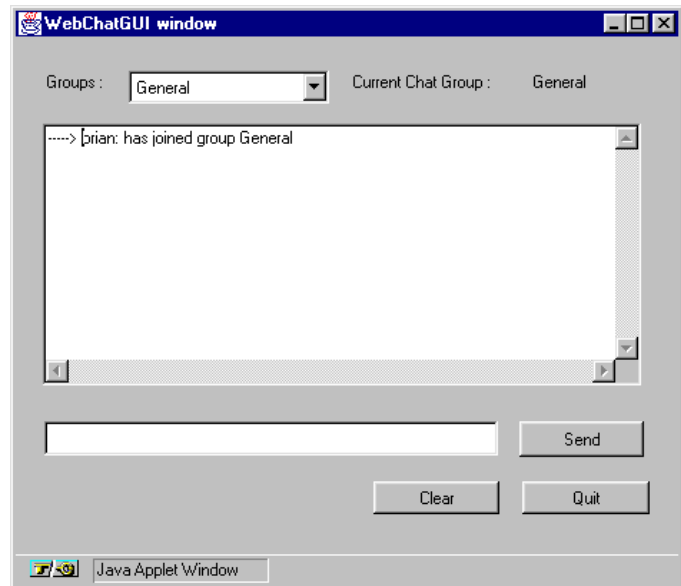 WebChatGUI window
Groups : General Current Chat Group : General
-----> brian: has joined group General
Send
Clear Quit
Java Applet Window